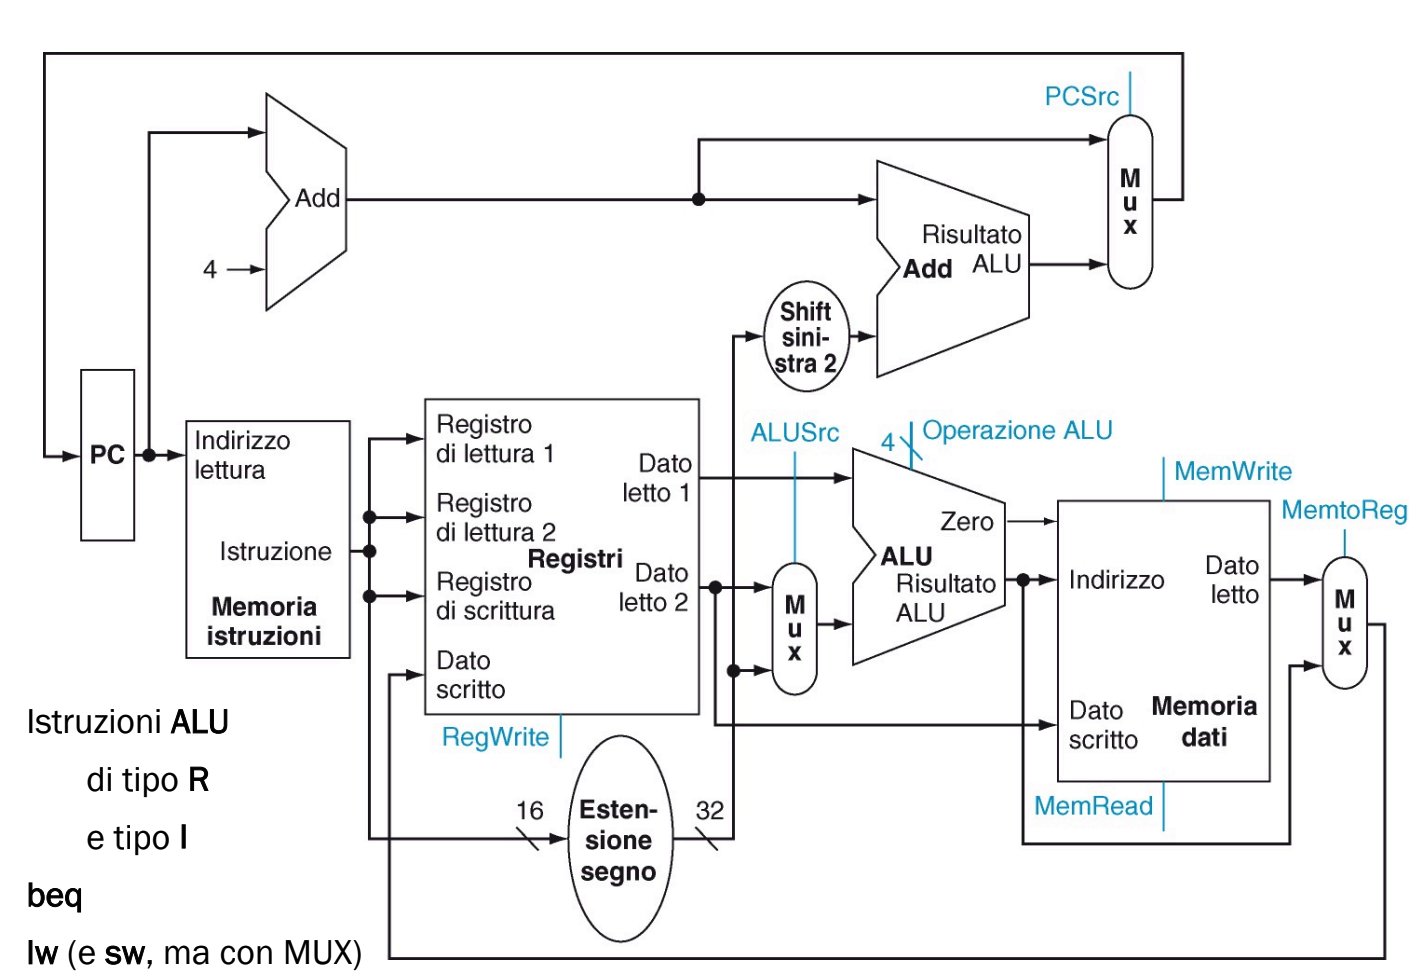 PCSrc
M
u
x
Add
4
Risultato
ALU
Add
Shift
sini-
stra 2
PC
Indirizzo
lettura
Istruzione
Memoria
istruzioni
Registro
di lettura 1
Registro
di lettura 2
Registri
Registro
di scrittura
Dato
scritto
Dato
letto 1
Dato
letto 2
RegWrite
ALUSrc
M
u
x
4
Operazione ALU
Zero
ALU
Risultato
ALU
MemWrite
Indirizzo
Dato
letto
Dato
scritto
Memoria
dati
MemRead
MemtoReg
M
u
x
16
Esten-
sione
segno
32
Istruzioni ALU
di tipo R
e tipo I
beq
lw (e sw, ma con MUX)